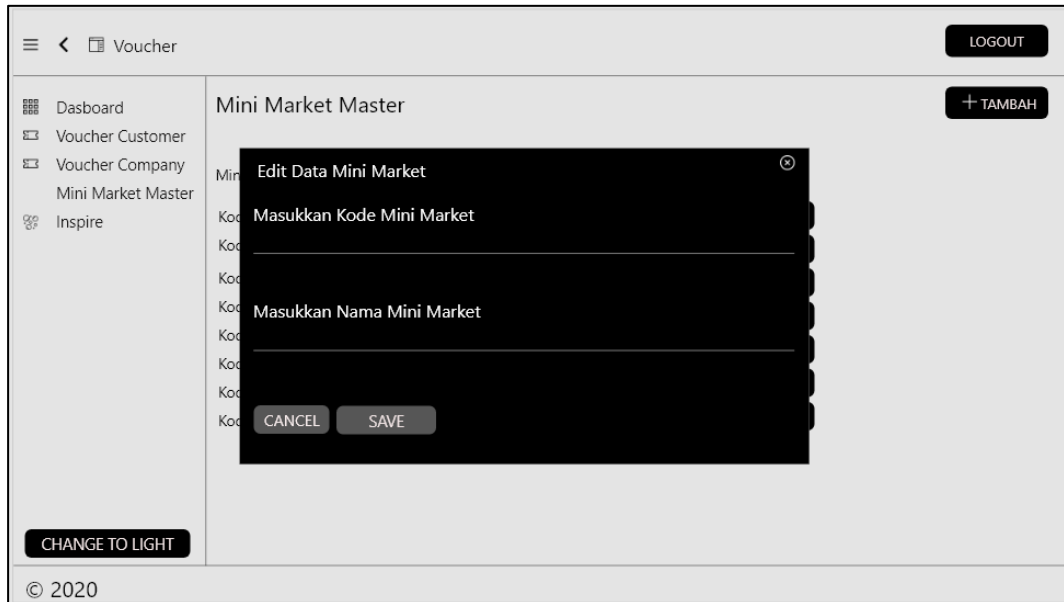 Voucher
LOGOUT
Dasboard
Voucher Customer
Voucher Company
Mini Market Master
Inspire
CHANGE TO LIGHT
Mini Market Master
+ TAMBAH
Edit Data Mini Market
Masukkan Kode Mini Market
Masukkan Nama Mini Market
CANCEL
SAVE
© 2020